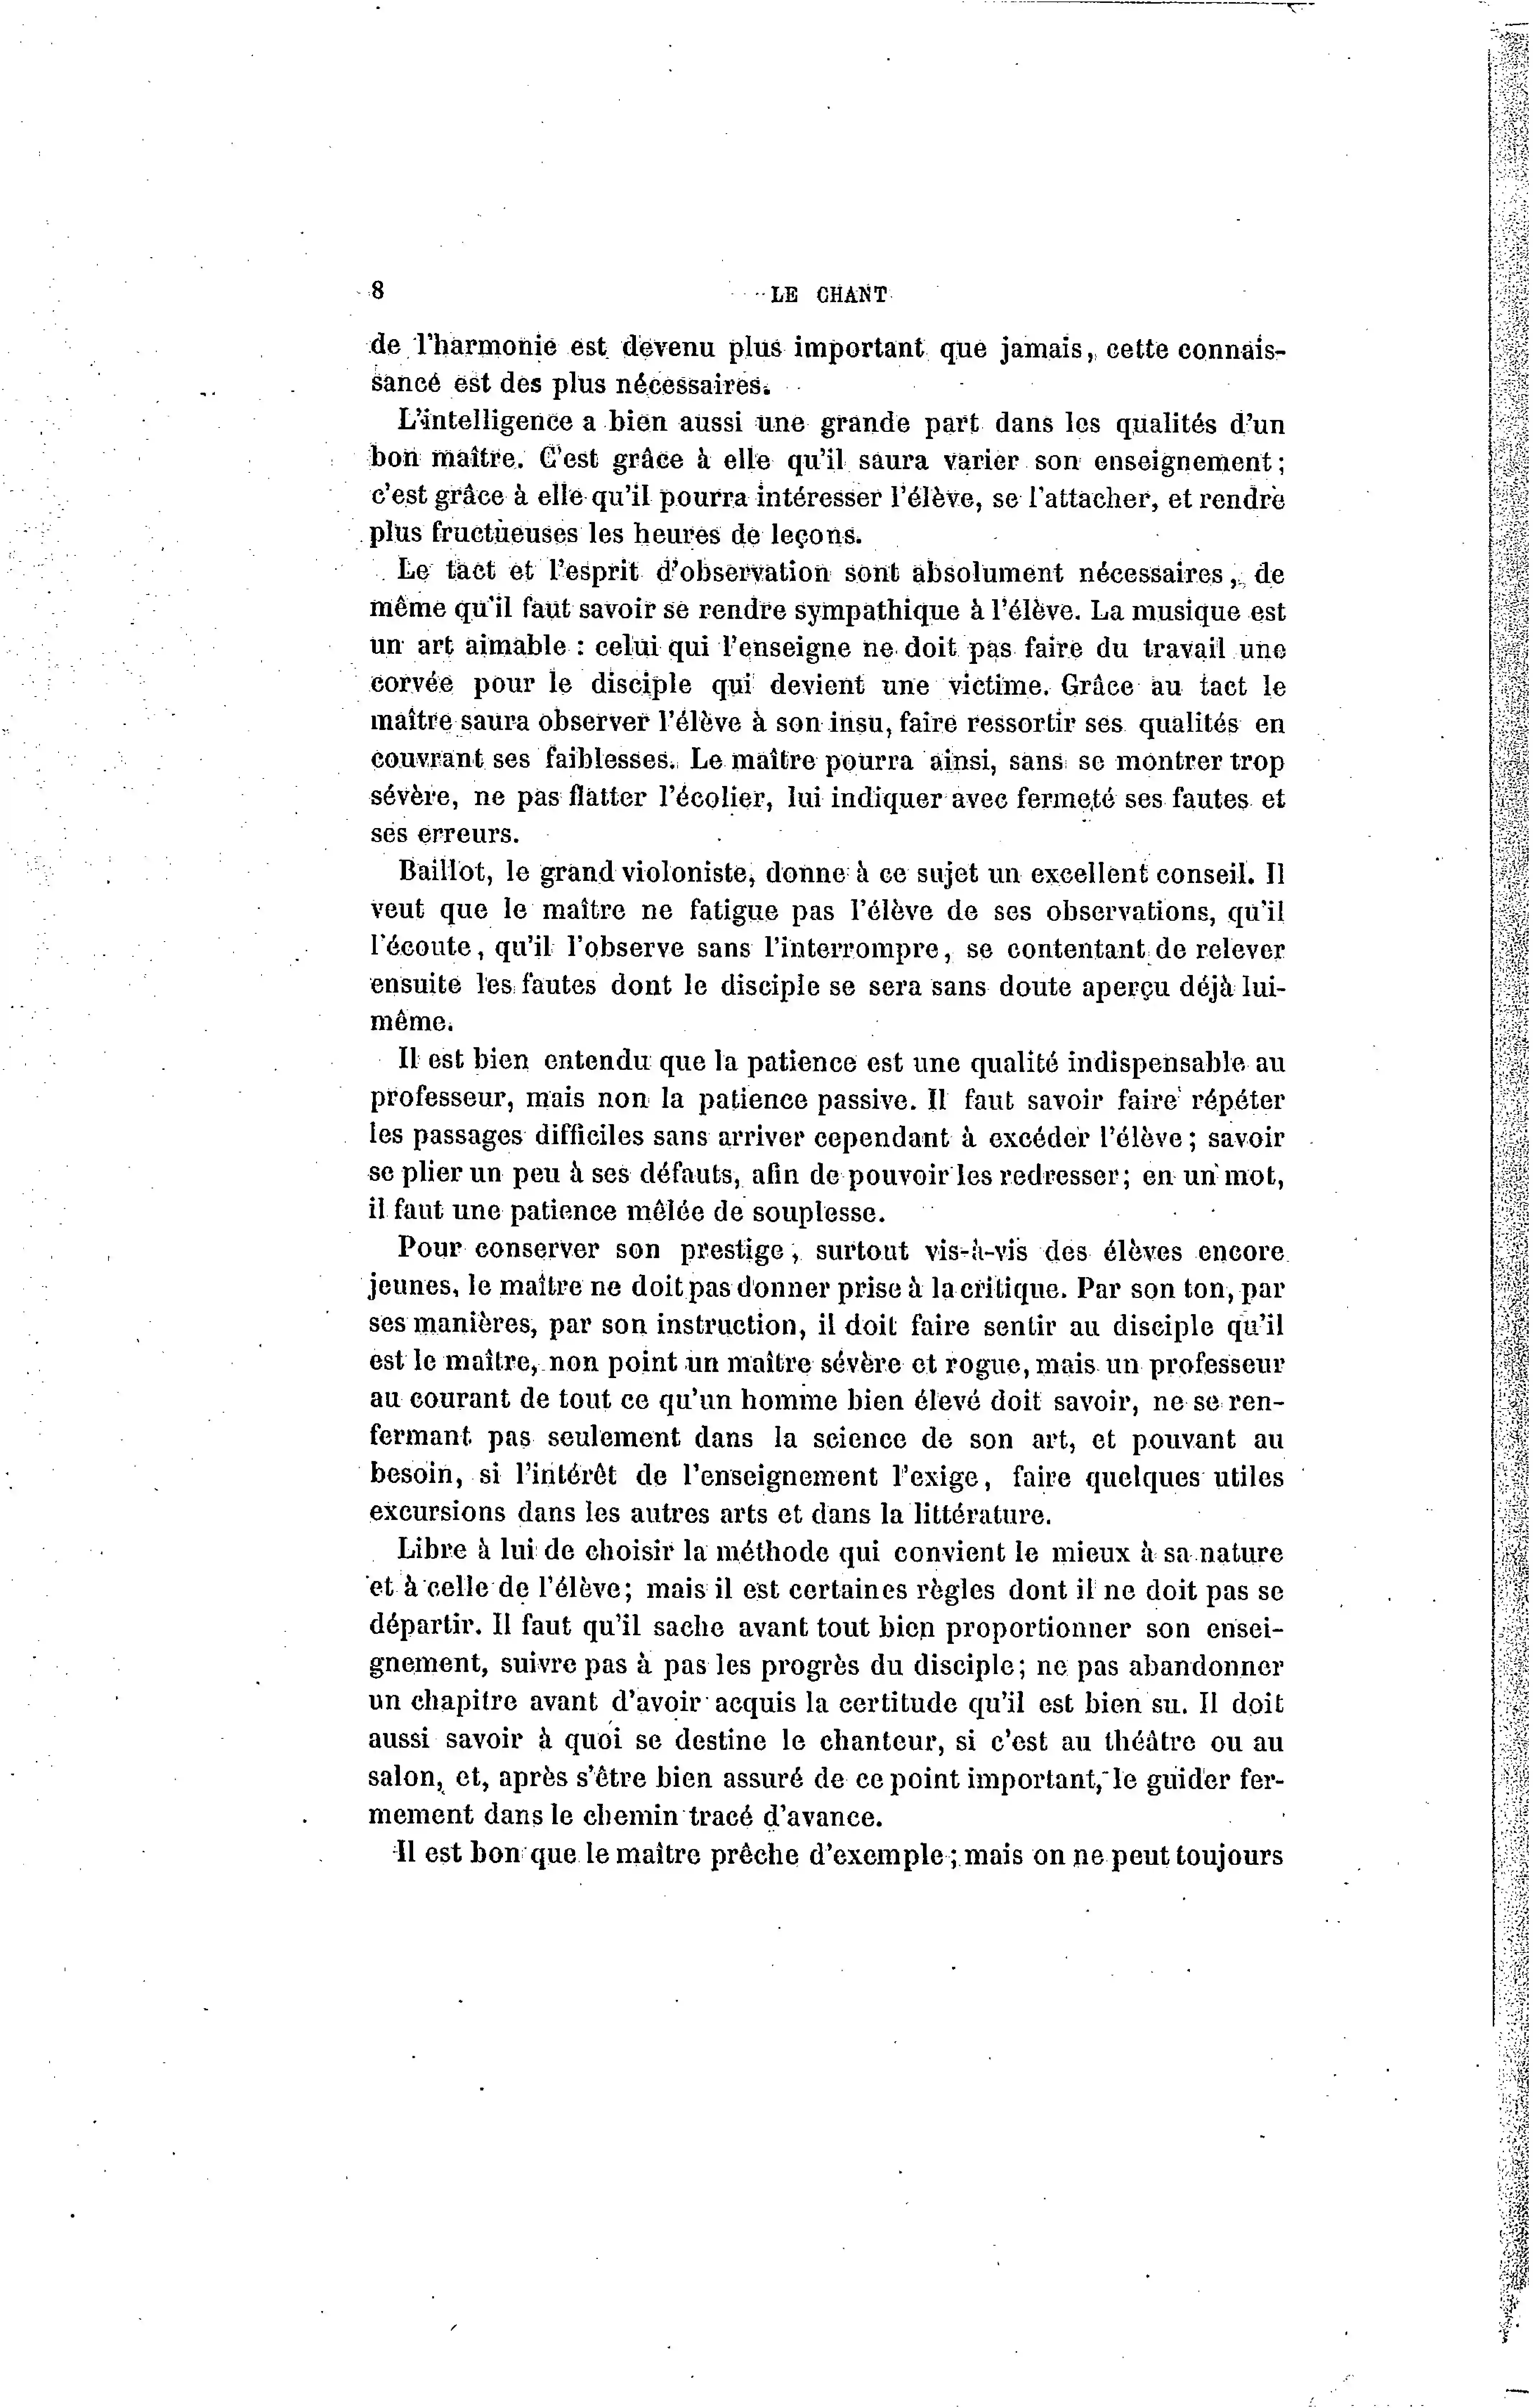 8
LE CHANT
de l'harmonie est devenu plus important que jamais, cette connais-
sance est des plus nécessaires.
L'intelligence a bien aussi une grande part dans les qualités d'un
bon maître. C'est grâce à elle qu'il saura varier son enseignement;
c'est grâce à elle qu'il pourra intéresser l'élève, se l'attacher, et rendre
plus fructueuses les heures de leçons.
Le tact et l'esprit d'observation sont absolument nécessaires, de
même qu'il faut savoir se rendre sympathique à l'élève. La musique est
un art aimable : celui qui l'enseigne ne doit pas faire du travail une
corvée pour le disciple qui devient une victime. Grâce au tact le
maître saura observer l'élève à son insu, faire ressortir ses qualités en
couvrant ses faiblesses. Le maître pourra ainsi, sans se montrer trop
sévère, ne pas flatter l'écolier, lui indiquer avec fermeté ses fautes et
ses erreurs.
Baillot, le grand violoniste, donne à ce sujet un excellent conseil. Il
veut que le maître ne fatigue pas l'élève de ses observations, qu'il
l'écoute, qu'il l'observe sans l'interrompre, se contentant de relever
ensuite les fautes dont le disciple se sera sans doute aperçu déjà lui-
même.
Il est bien entendu que la patience est une qualité indispensable au
professeur, mais non la patience passive. Il faut savoir faire répéter
les passages difficiles sans arriver cependant à excéder l'élève; savoir
se plier un peu à ses défauts, afin de pouvoir les redresser; en un mot,
il faut une patience mêlée de souplesse.
Pour conserver son prestige, surtout vis-à-vis des élèves encore
jeunes, le maître ne doit pas donner prise à la critique. Par son ton, par
ses manières, par son instruction, il doit faire sentir au disciple qu'il
est le maître, non point un maître sévère et rogue, mais un professeur
au courant de tout ce qu'un homme bien élevé doit savoir, ne se ren-
fermant pas seulement dans la science de son art, et pouvant au
besoin, si l'intérêt de l'enseignement l'exige, faire quelques utiles
excursions dans les autres arts et dans la littérature.
Libre à lui de choisir la méthode qui convient le mieux à sa nature
et à celle de l'élève; mais il est certaines règles dont il ne doit pas se
départir. Il faut qu'il sache avant tout bien proportionner son ensei-
gnement, suivre pas à pas les progrès du disciple; ne pas abandonner
un chapitre avant d'avoir acquis la certitude qu'il est bien su. Il doit
aussi savoir à quoi se destine le chanteur, si c'est au théâtre ou au
salon, et, après s'être bien assuré de ce point important, le guider fer-
mement dans le chemin tracé d'avance.
Il est bon que le maître prêche d'exemple; mais on ne peut toujours